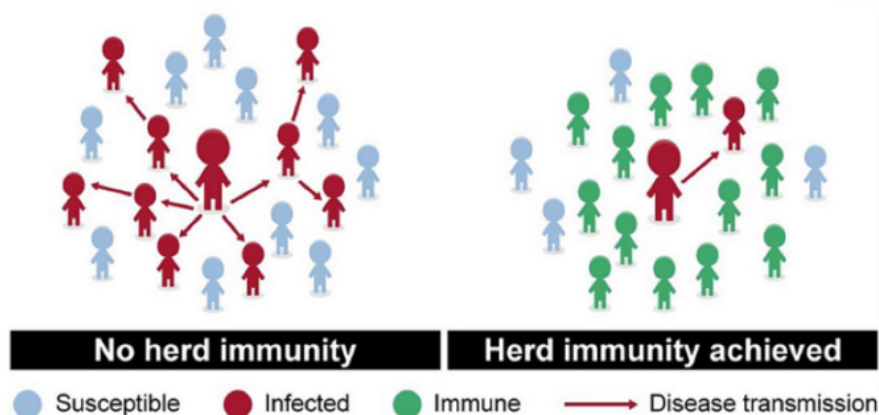 No herd immunity
Herd immunity achieved
Susceptible Infected Immune Disease transmission